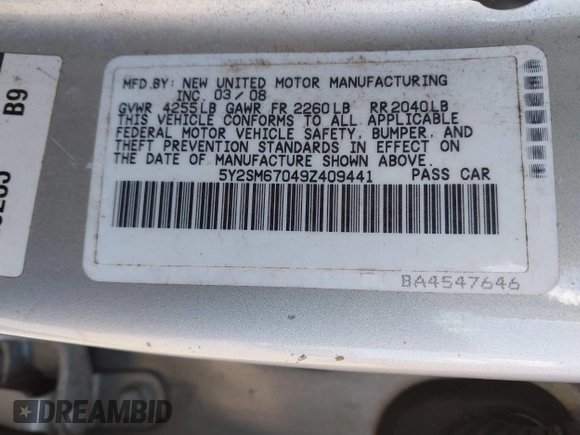 MFD.BY: NEW UNITED MOTOR MANUFACTURING
INC 03/08
GVWR 4255LB GAWR FR 2260LB RR 2040LB
THIS VEHICLE CONFORMS TO ALL APPLICABLE
FEDERAL MOTOR VEHICLE SAFETY, BUMPER, AND
THEFT PREVENTION STANDARDS IN EFFECT ON
THE DATE OF MANUFACTURE SHOWN ABOVE.
5Y2SM67049Z409441 PASS CAR
BA4547646
B9
DREAMBID